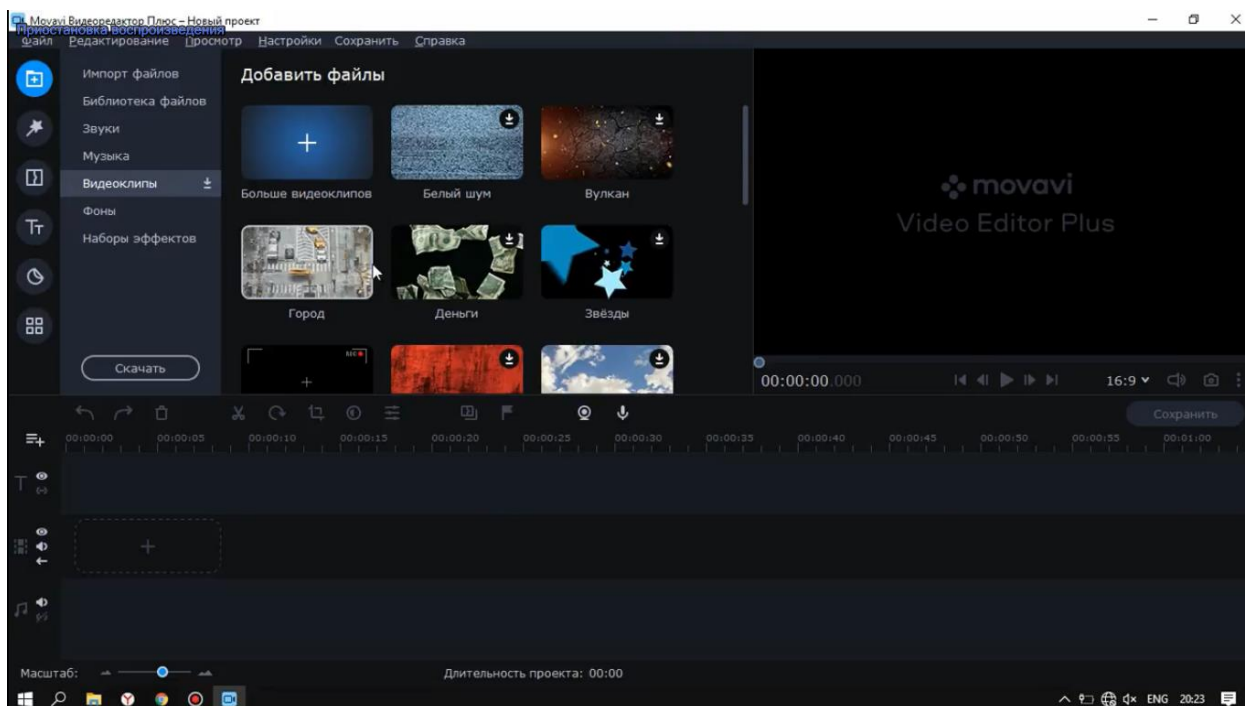 Movavi Видеоредактор Плюс – Новый проект
Приостановка воспроизведения
Файл Редактирование Просмотр Настройки Сохранить Справка
Импорт файлов
Библиотека файлов
Звуки
Музыка
Видеоклипы
Фоны
Наборы эффектов
Скачать
Добавить файлы
Больше видеоклипов Белый шум Вулкан
Город Деньги Звёзды
REC
movavi
Video Editor Plus
00:00:00.000 16:9
Сохранить
00:00:00 00:00:05 00:00:10 00:00:15 00:00:20 00:00:25 00:00:30 00:00:35 00:00:40 00:00:45 00:00:50 00:00:55 00:01:00
Масштаб: Длительность проекта: 00:00
ENG 20:23